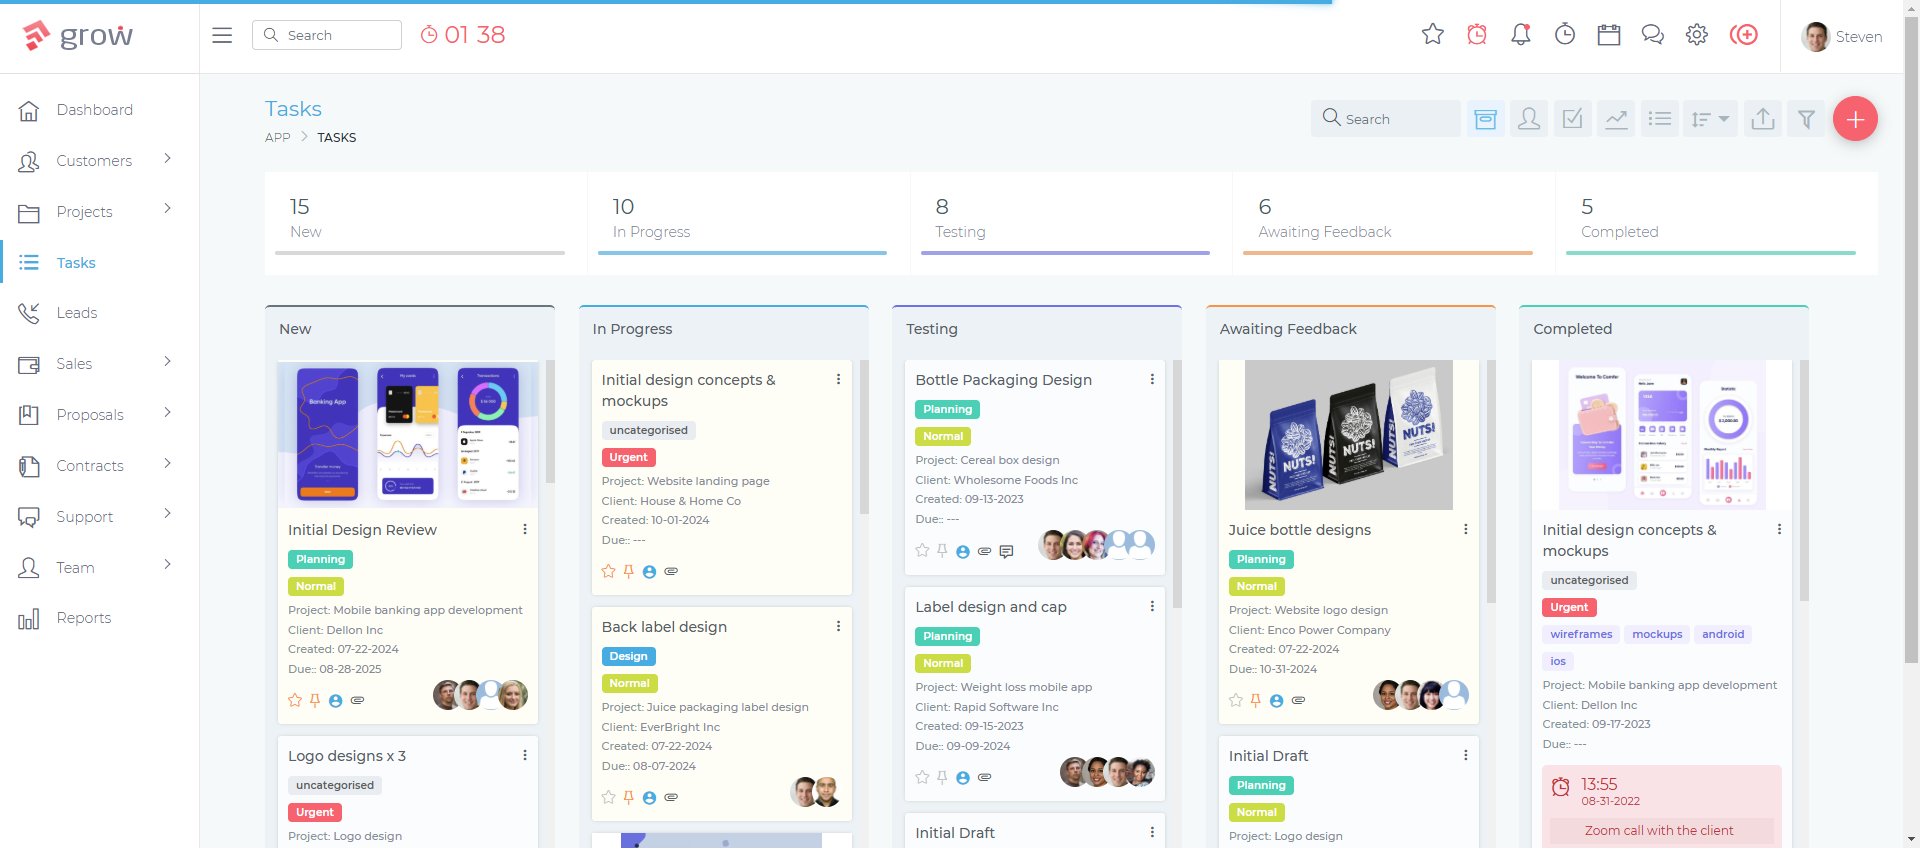 grow
Search
01 38
Steven
Dashboard
Customers
Projects
Tasks
Leads
Sales
Proposals
Contracts
Support
Team
Reports
Tasks
APP > TASKS
Search
15
New
10
In Progress
8
Testing
6
Awaiting Feedback
5
Completed
New
Banking App
My cards
Transactions
Transfer money
Initial Design Review
Planning
Normal
Project: Mobile banking app development
Client: Dellon Inc
Created: 07-22-2024
Due:: 08-28-2025
Logo designs x 3
uncategorised
Urgent
Project: Logo design
In Progress
Initial design concepts &
mockups
uncategorised
Urgent
Project: Website landing page
Client: House & Home Co
Created: 10-01-2024
Due:: ---
Back label design
Design
Normal
Project: Juice packaging label design
Client: EverBright Inc
Created: 07-22-2024
Due:: 08-07-2024
Testing
Bottle Packaging Design
Planning
Normal
Project: Cereal box design
Client: Wholesome Foods Inc
Created: 09-13-2023
Due:: ---
Label design and cap
Planning
Normal
Project: Weight loss mobile app
Client: Rapid Software Inc
Created: 09-15-2023
Due:: 09-09-2024
Initial Draft
Awaiting Feedback
NUTS!
NUTS!
NUTS!
NUTS!
NUTS!
Juice bottle designs
Planning
Normal
Project: Website logo design
Client: Enco Power Company
Created: 07-22-2024
Due:: 10-31-2024
Initial Draft
Planning
Normal
Project: Logo design
Completed
Initial design concepts &
mockups
uncategorised
Urgent
wireframes mockups android
ios
Project: Mobile banking app development
Client: Dellon Inc
Created: 09-17-2023
Due:: ---
13:55
08-31-2022
Zoom call with the client